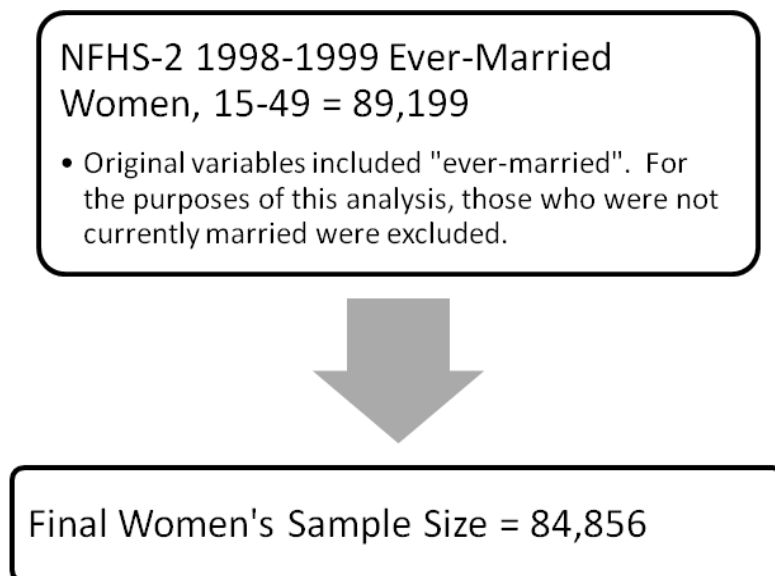 NFHS-2 1998-1999 Ever-Married
Women, 15-49 = 89,199
• Original variables included "ever-married".  For
the purposes of this analysis, those who were not
currently married were excluded.
Final Women's Sample Size = 84,856